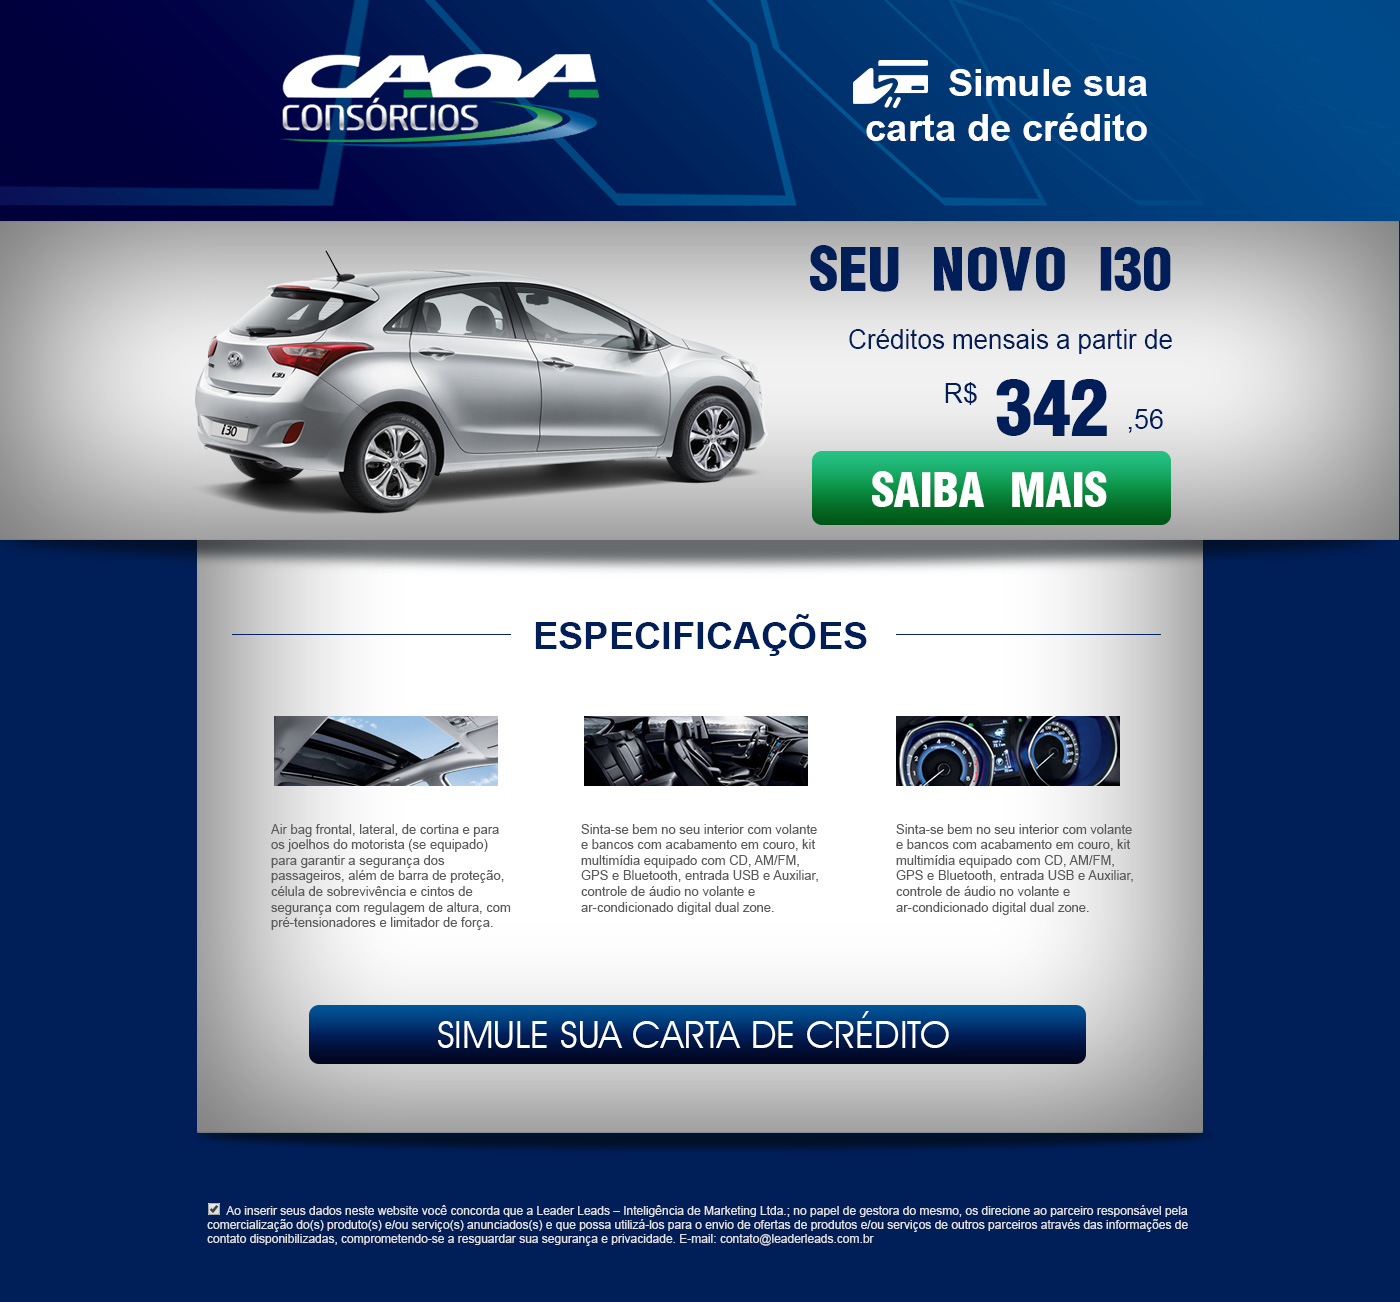 CAOA
CONSÓRCIOS
Simule sua
carta de crédito
SEU NOVO I30
Créditos mensais a partir de
R$ 342 ,56
SAIBA MAIS
i30
i30
ESPECIFICAÇÕES
Air bag frontal, lateral, de cortina e para
os joelhos do motorista (se equipado)
para garantir a segurança dos
passageiros, além de barra de proteção,
célula de sobrevivência e cintos de
segurança com regulagem de altura, com
pré-tensionadores e limitador de força.
Sinta-se bem no seu interior com volante
e bancos com acabamento em couro, kit
multimídia equipado com CD, AM/FM,
GPS e Bluetooth, entrada USB e Auxiliar,
controle de áudio no volante e
ar-condicionado digital dual zone.
Sinta-se bem no seu interior com volante
e bancos com acabamento em couro, kit
multimídia equipado com CD, AM/FM,
GPS e Bluetooth, entrada USB e Auxiliar,
controle de áudio no volante e
ar-condicionado digital dual zone.
SIMULE SUA CARTA DE CRÉDITO
Ao inserir seus dados neste website você concorda que a Leader Leads – Inteligência de Marketing Ltda.; no papel de gestora do mesmo, os direcione ao parceiro responsável pela
comercialização do(s) produto(s) e/ou serviço(s) anunciados(s) e que possa utilizá-los para o envio de ofertas de produtos e/ou serviços de outros parceiros através das informações de
contato disponibilizadas, comprometendo-se a resguardar sua segurança e privacidade. E-mail: contato@leaderleads.com.br